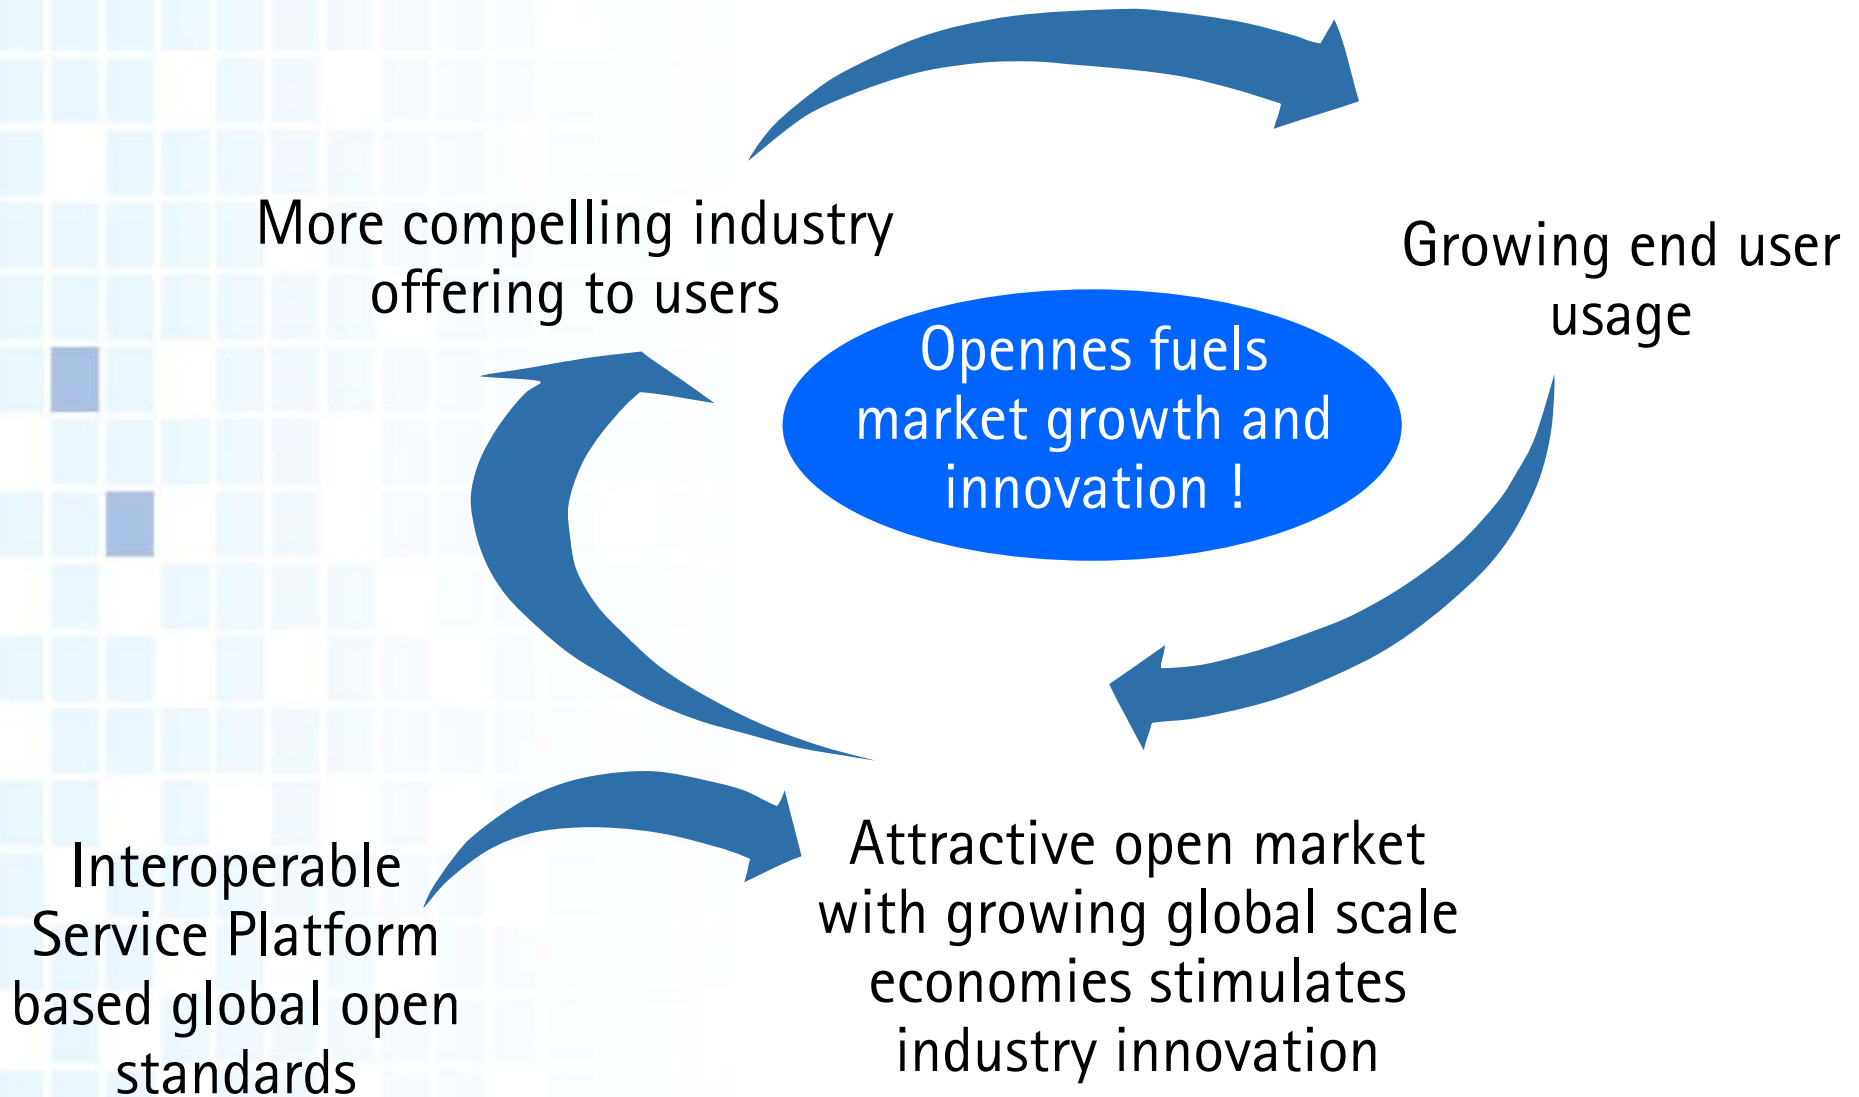 More compelling industry
offering to users
Growing end user
usage
Opennes fuels
market growth and
innovation !
Interoperable
Service Platform
based global open
standards
Attractive open market
with growing global scale
economies stimulates
industry innovation